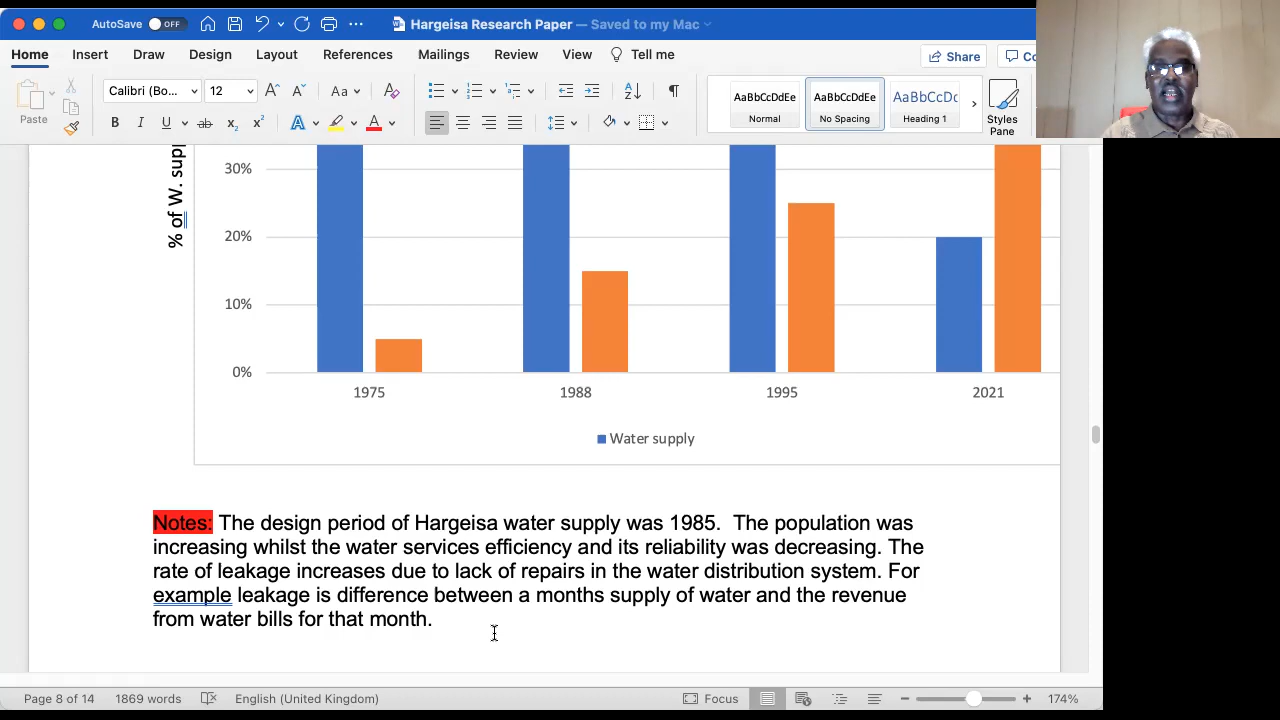 AutoSave OFF
Hargeisa Research Paper — Saved to my Mac
Home Insert Draw Design Layout References Mailings Review View Tell me
Share Co
Paste
Calibri (Bo... 12
AaBbCcDdEe AaBbCcDdEe AaBbCcDc
Normal No Spacing Heading 1
Styles
Pane
% of W. supp
30%
20%
10%
0%
1975 1988 1995 2021
Water supply
Notes: The design period of Hargeisa water supply was 1985. The population was
increasing whilst the water services efficiency and its reliability was decreasing. The
rate of leakage increases due to lack of repairs in the water distribution system. For
example leakage is difference between a months supply of water and the revenue
from water bills for that month.
Page 8 of 14 1869 words English (United Kingdom) Focus 174%